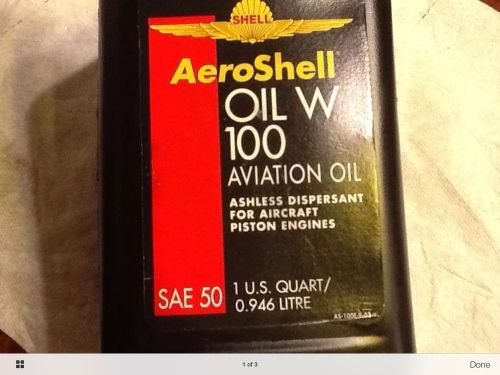 SHELL
AeroShell
OIL W
100
AVIATION OIL
ASHLESS DISPERSANT
FOR AIRCRAFT
PISTON ENGINES
SAE 50
1 U.S. QUART/
0.946 LITRE
1 of 3
Done